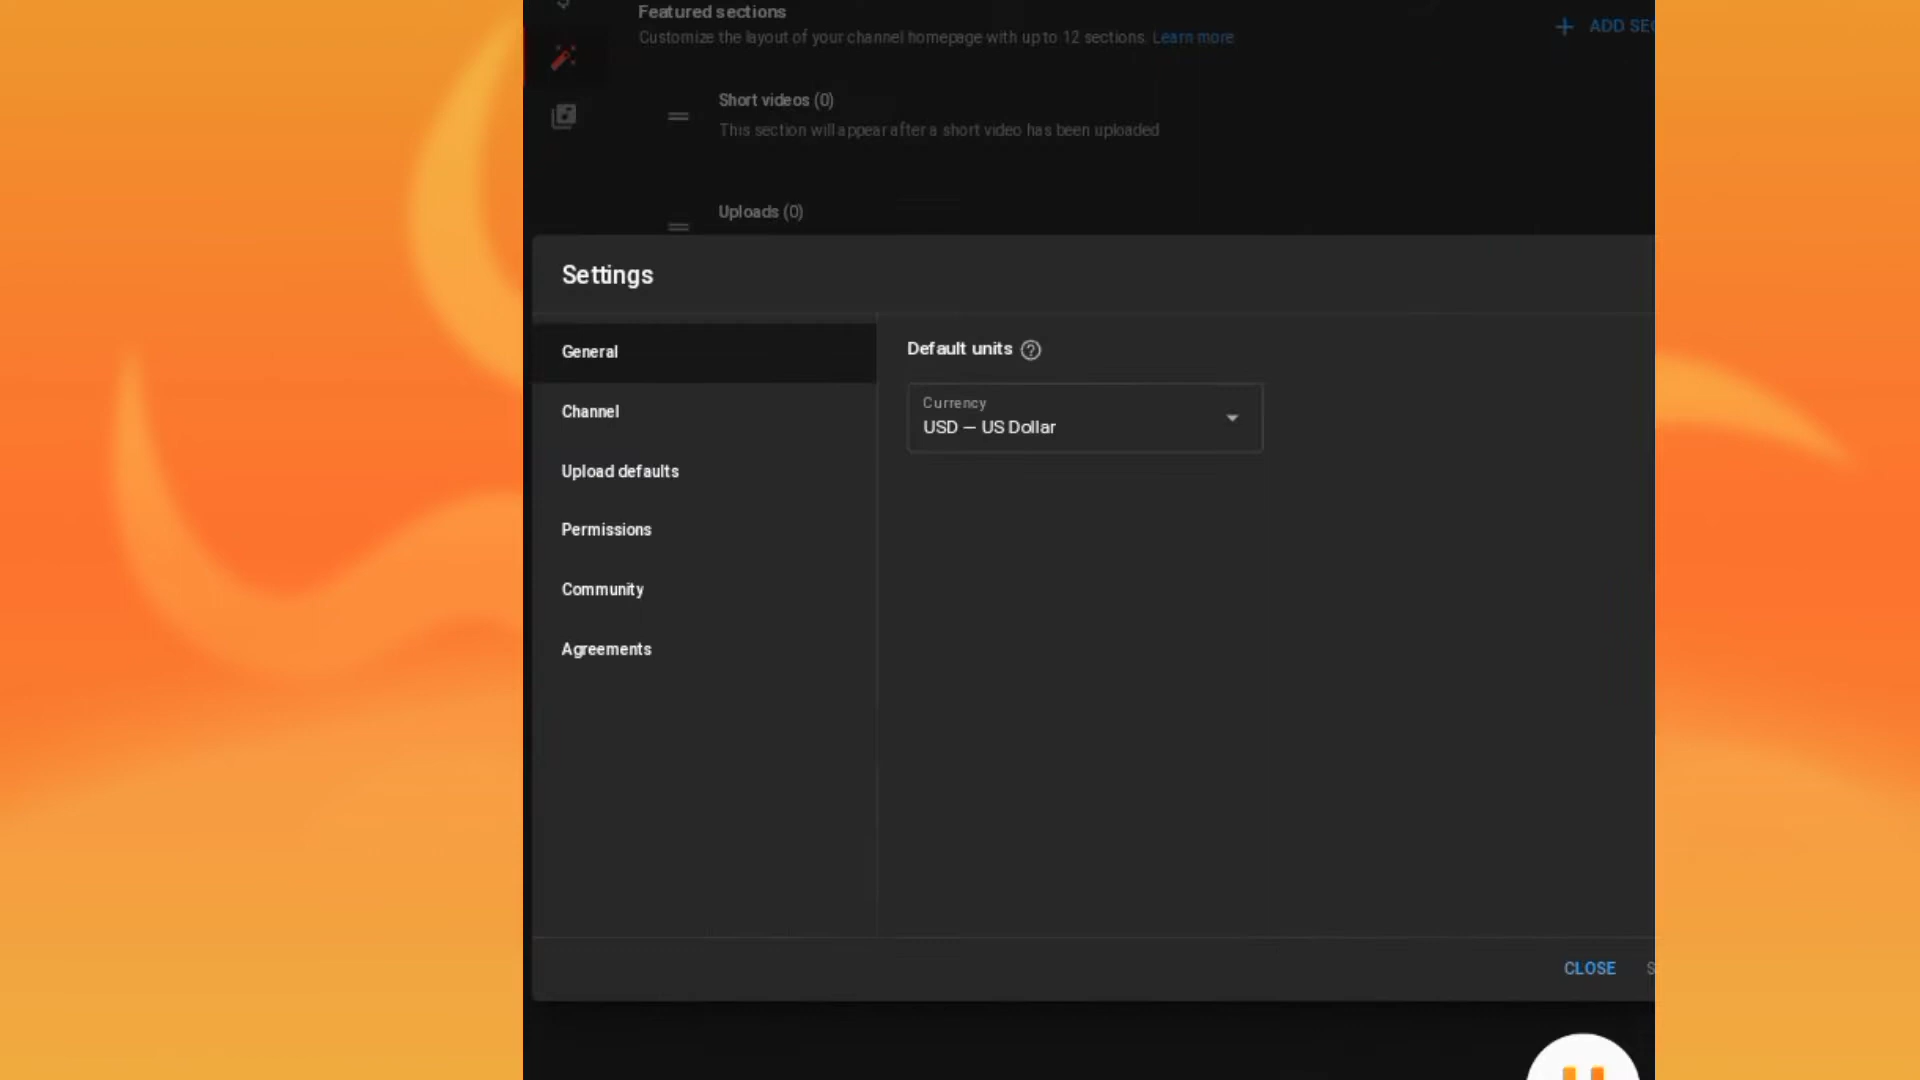 Featured sections
Customize the layout of your channel homepage with up to 12 sections. Learn more
ADD SEC
Short videos (0)
This section will appear after a short video has been uploaded
Uploads (0)
Settings
General
Channel
Upload defaults
Permissions
Community
Agreements
Default units
Currency
USD — US Dollar
CLOSE